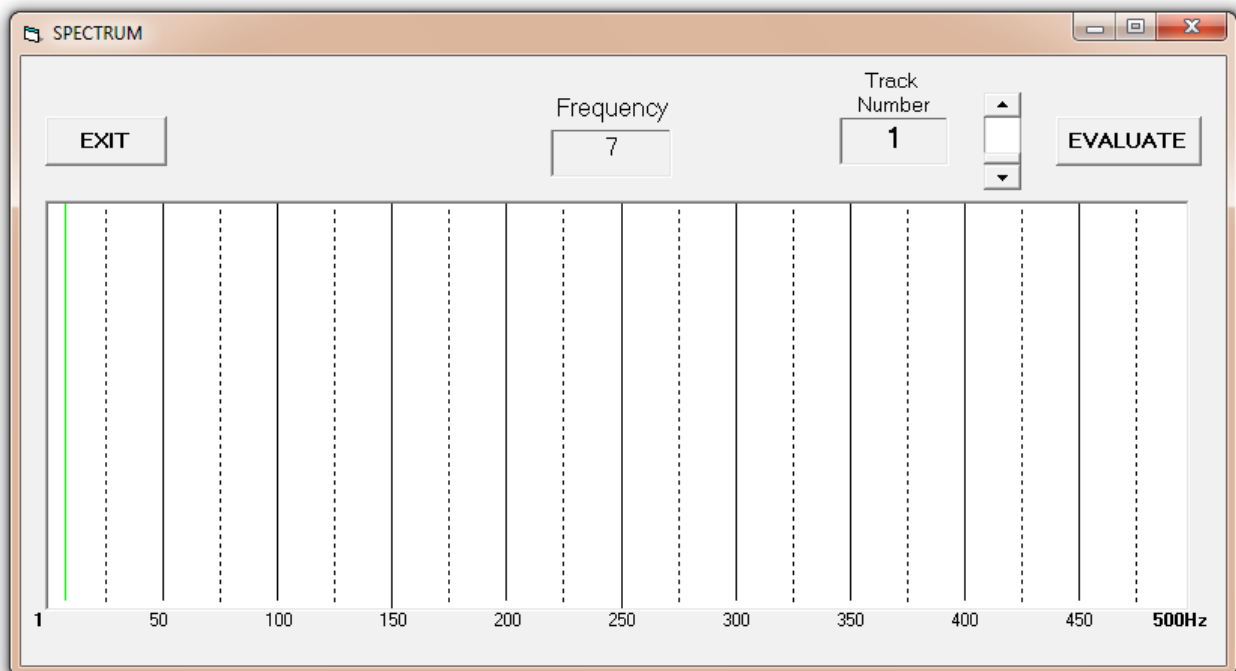 SPECTRUM
Track
Number
Frequency
EXIT
7
1
EVALUATE
1 50 100 150 200 250 300 350 400 450 500Hz